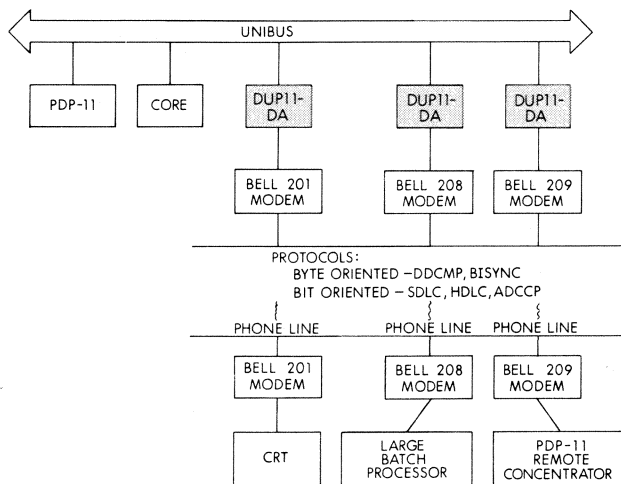 UNIBUS
PDP-11
CORE
DUP11-
DA
DUP11-
DA
DUP11-
DA
BELL 201
MODEM
BELL 208
MODEM
BELL 209
MODEM
PROTOCOLS:
BYTE ORIENTED – DDCMP, BISYNC
BIT ORIENTED – SDLC, HDLC, ADCCP
PHONE LINE
PHONE LINE
PHONE LINE
BELL 201
MODEM
BELL 208
MODEM
BELL 209
MODEM
CRT
LARGE
BATCH
PROCESSOR
PDP-11
REMOTE
CONCENTRATOR